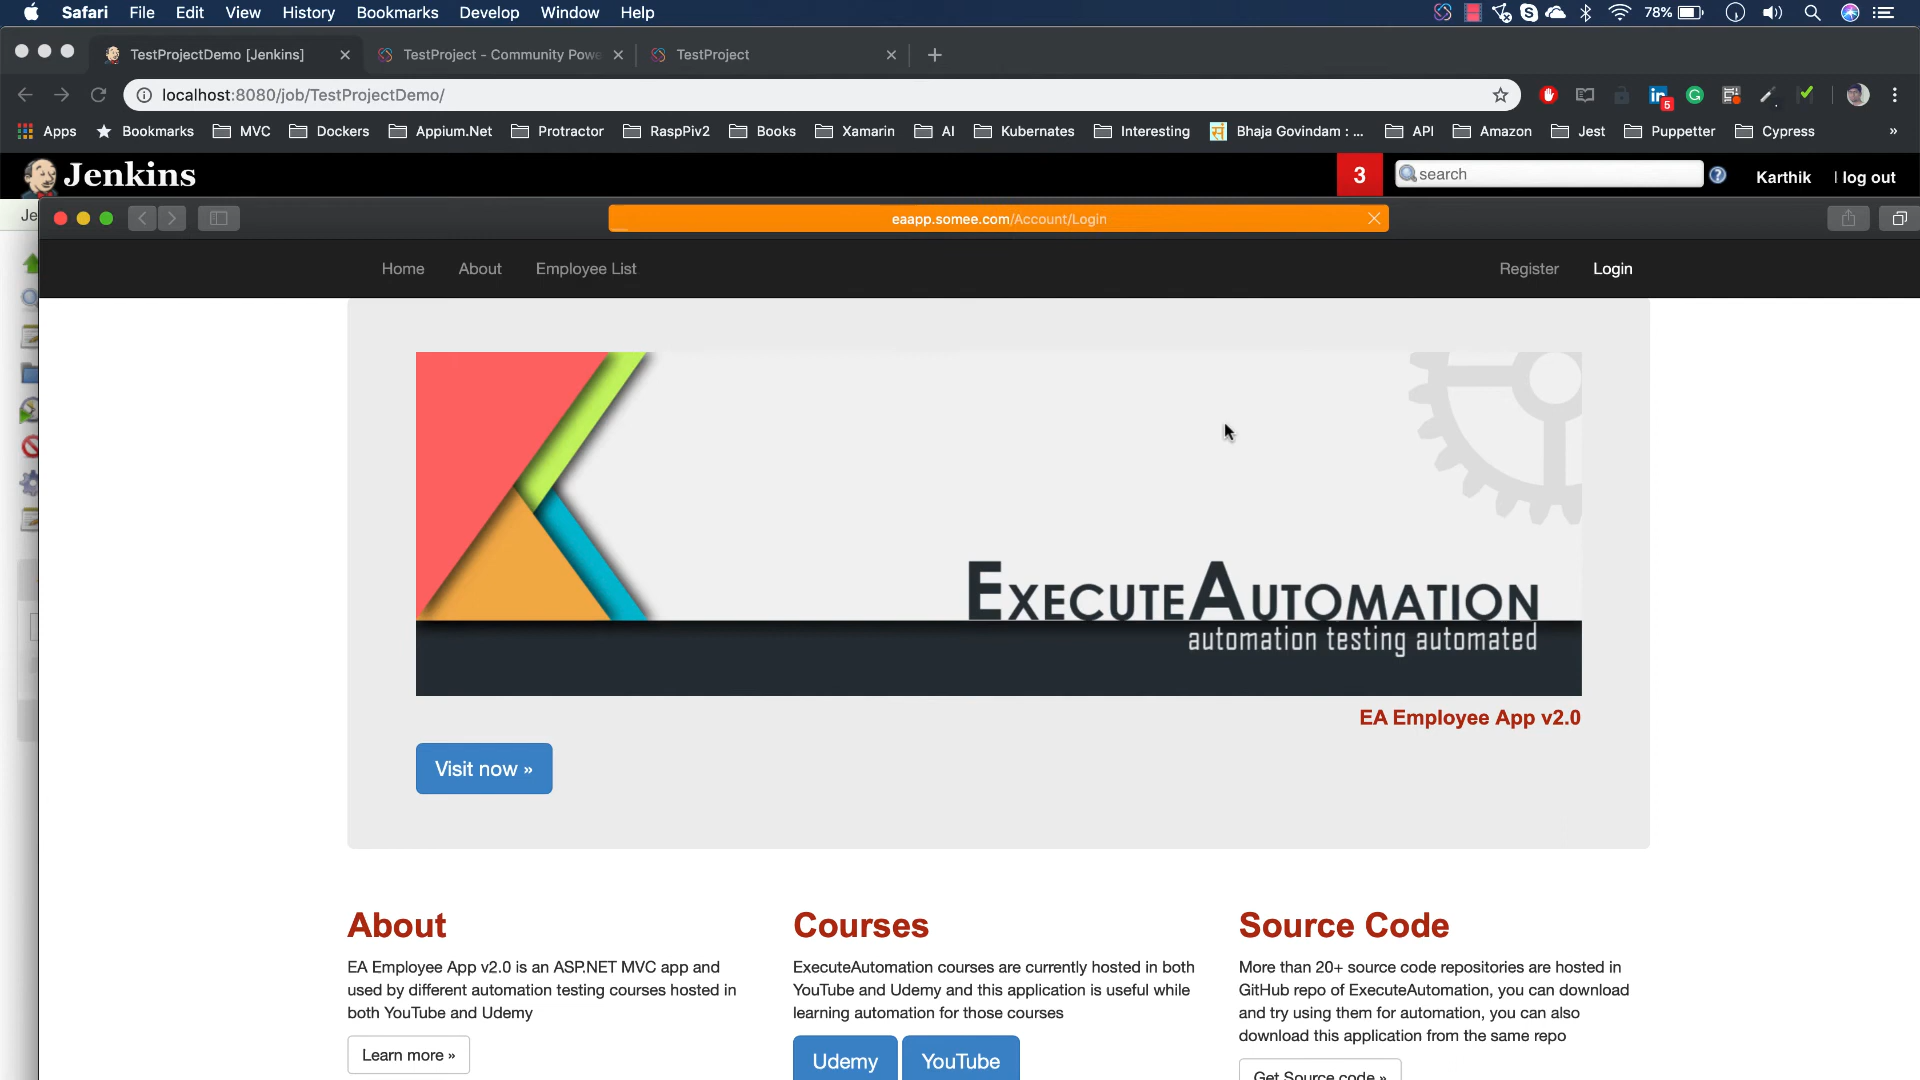 Safari File Edit View History Bookmarks Develop Window Help 78%
TestProjectDemo [Jenkins] TestProject - Community Powe TestProject
localhost:8080/job/TestProjectDemo/
5
Apps Bookmarks MVC Dockers Appium.Net Protractor RaspPiv2 Books Xamarin AI Kubernates Interesting Bhaja Govindam : ... API Amazon Jest Puppetter Cypress »
Jenkins 3 search Karthik | log out
Je
eaapp.somee.com/Account/Login
Home About Employee List Register Login
EXECUTEAUTOMATION
automation testing automated
EA Employee App v2.0
Visit now »
About
EA Employee App v2.0 is an ASP.NET MVC app and
used by different automation testing courses hosted in
both YouTube and Udemy
Learn more »
Courses
ExecuteAutomation courses are currently hosted in both
YouTube and Udemy and this application is useful while
learning automation for those courses
Udemy YouTube
Source Code
More than 20+ source code repositories are hosted in
GitHub repo of ExecuteAutomation, you can download
and try using them for automation, you can also
download this application from the same repo
Get Source code »